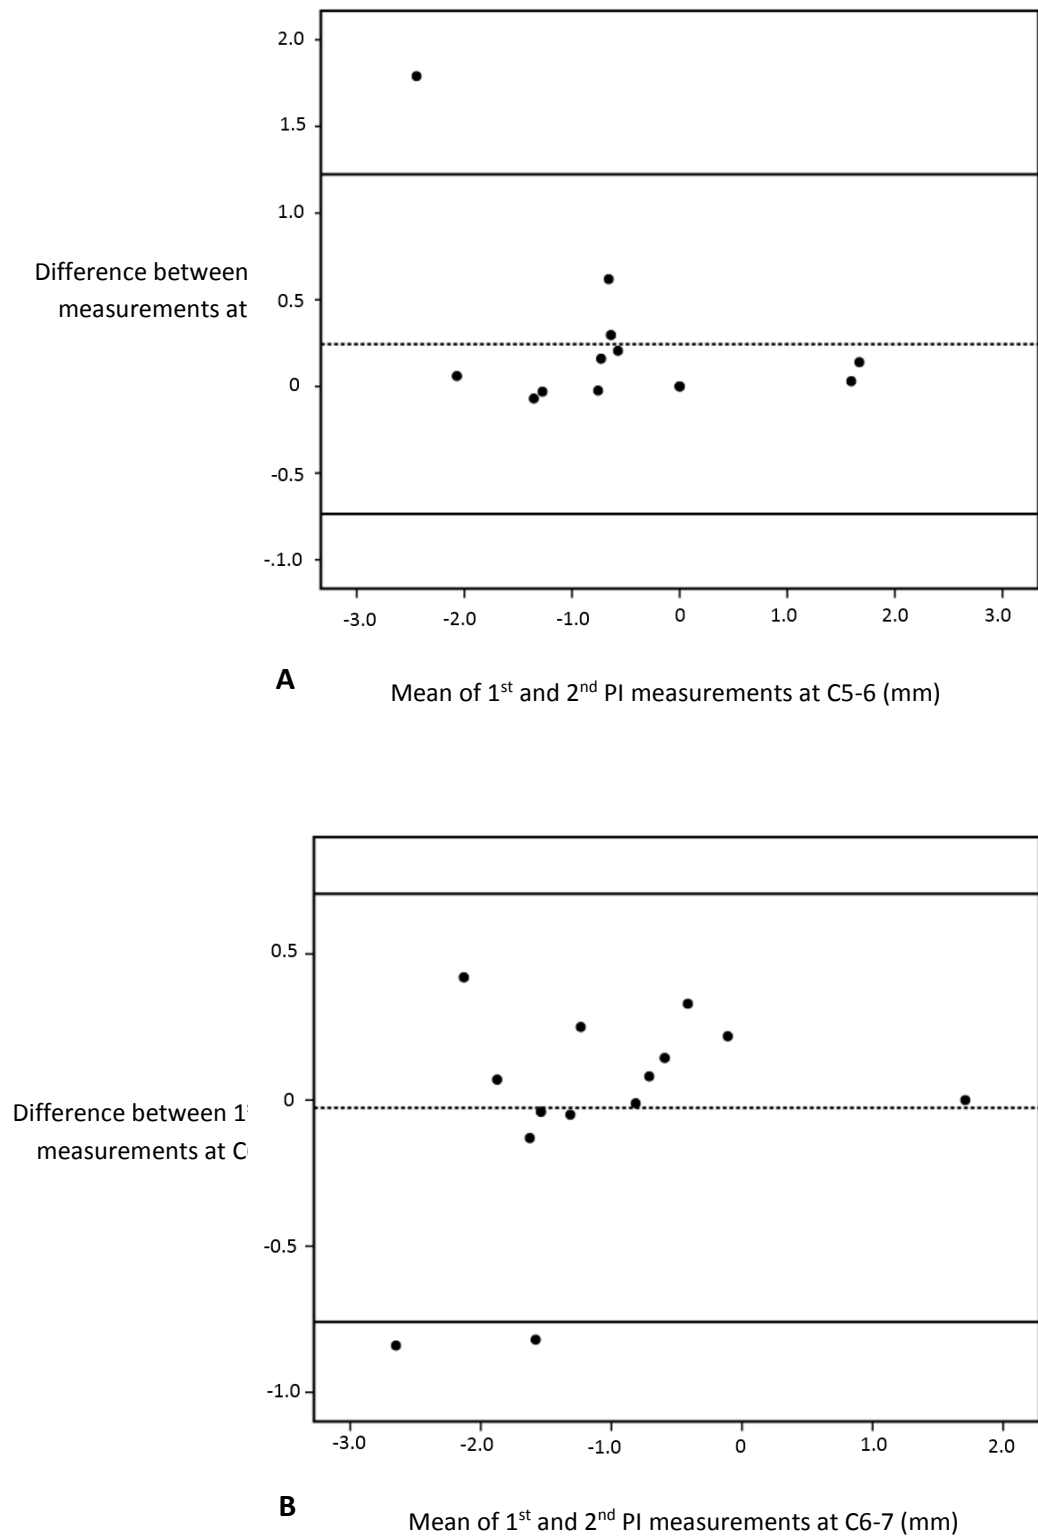 2.0
1.5
1.0
0.5
0
-0.5
-.1.0
Difference between
measurements at
-3.0 -2.0 -1.0 0 1.0 2.0 3.0
A
Mean of 1st and 2nd PI measurements at C5-6 (mm)
0.5
0
-0.5
-1.0
Difference between 1
measurements at
-3.0 -2.0 -1.0 0 1.0 2.0
B
Mean of 1st and 2nd PI measurements at C6-7 (mm)